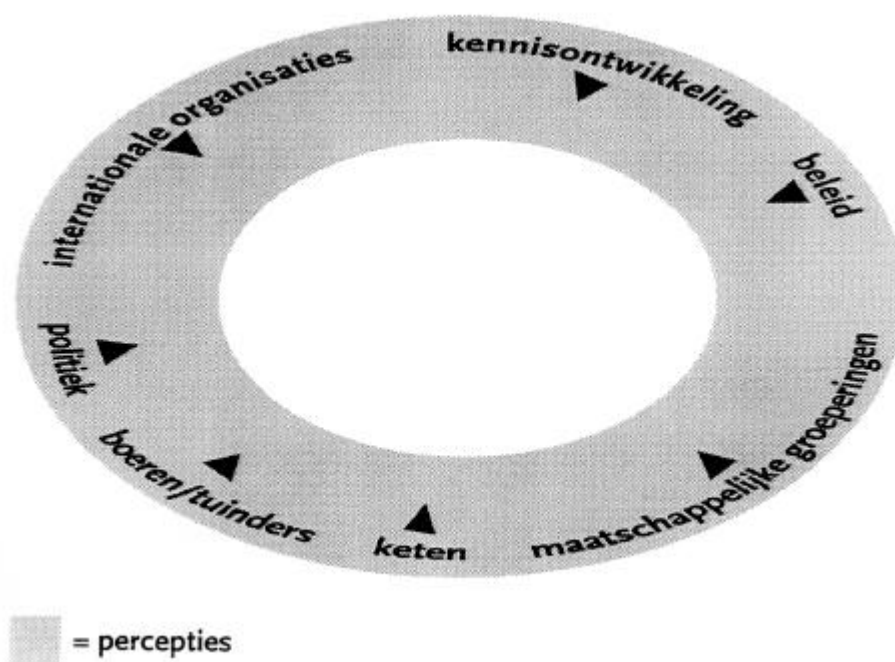 internationale organisaties
kennisontwikkeling
beleid
maatschappelijke groeperingen
keten
boeren/tuinders
politiek
= percepties